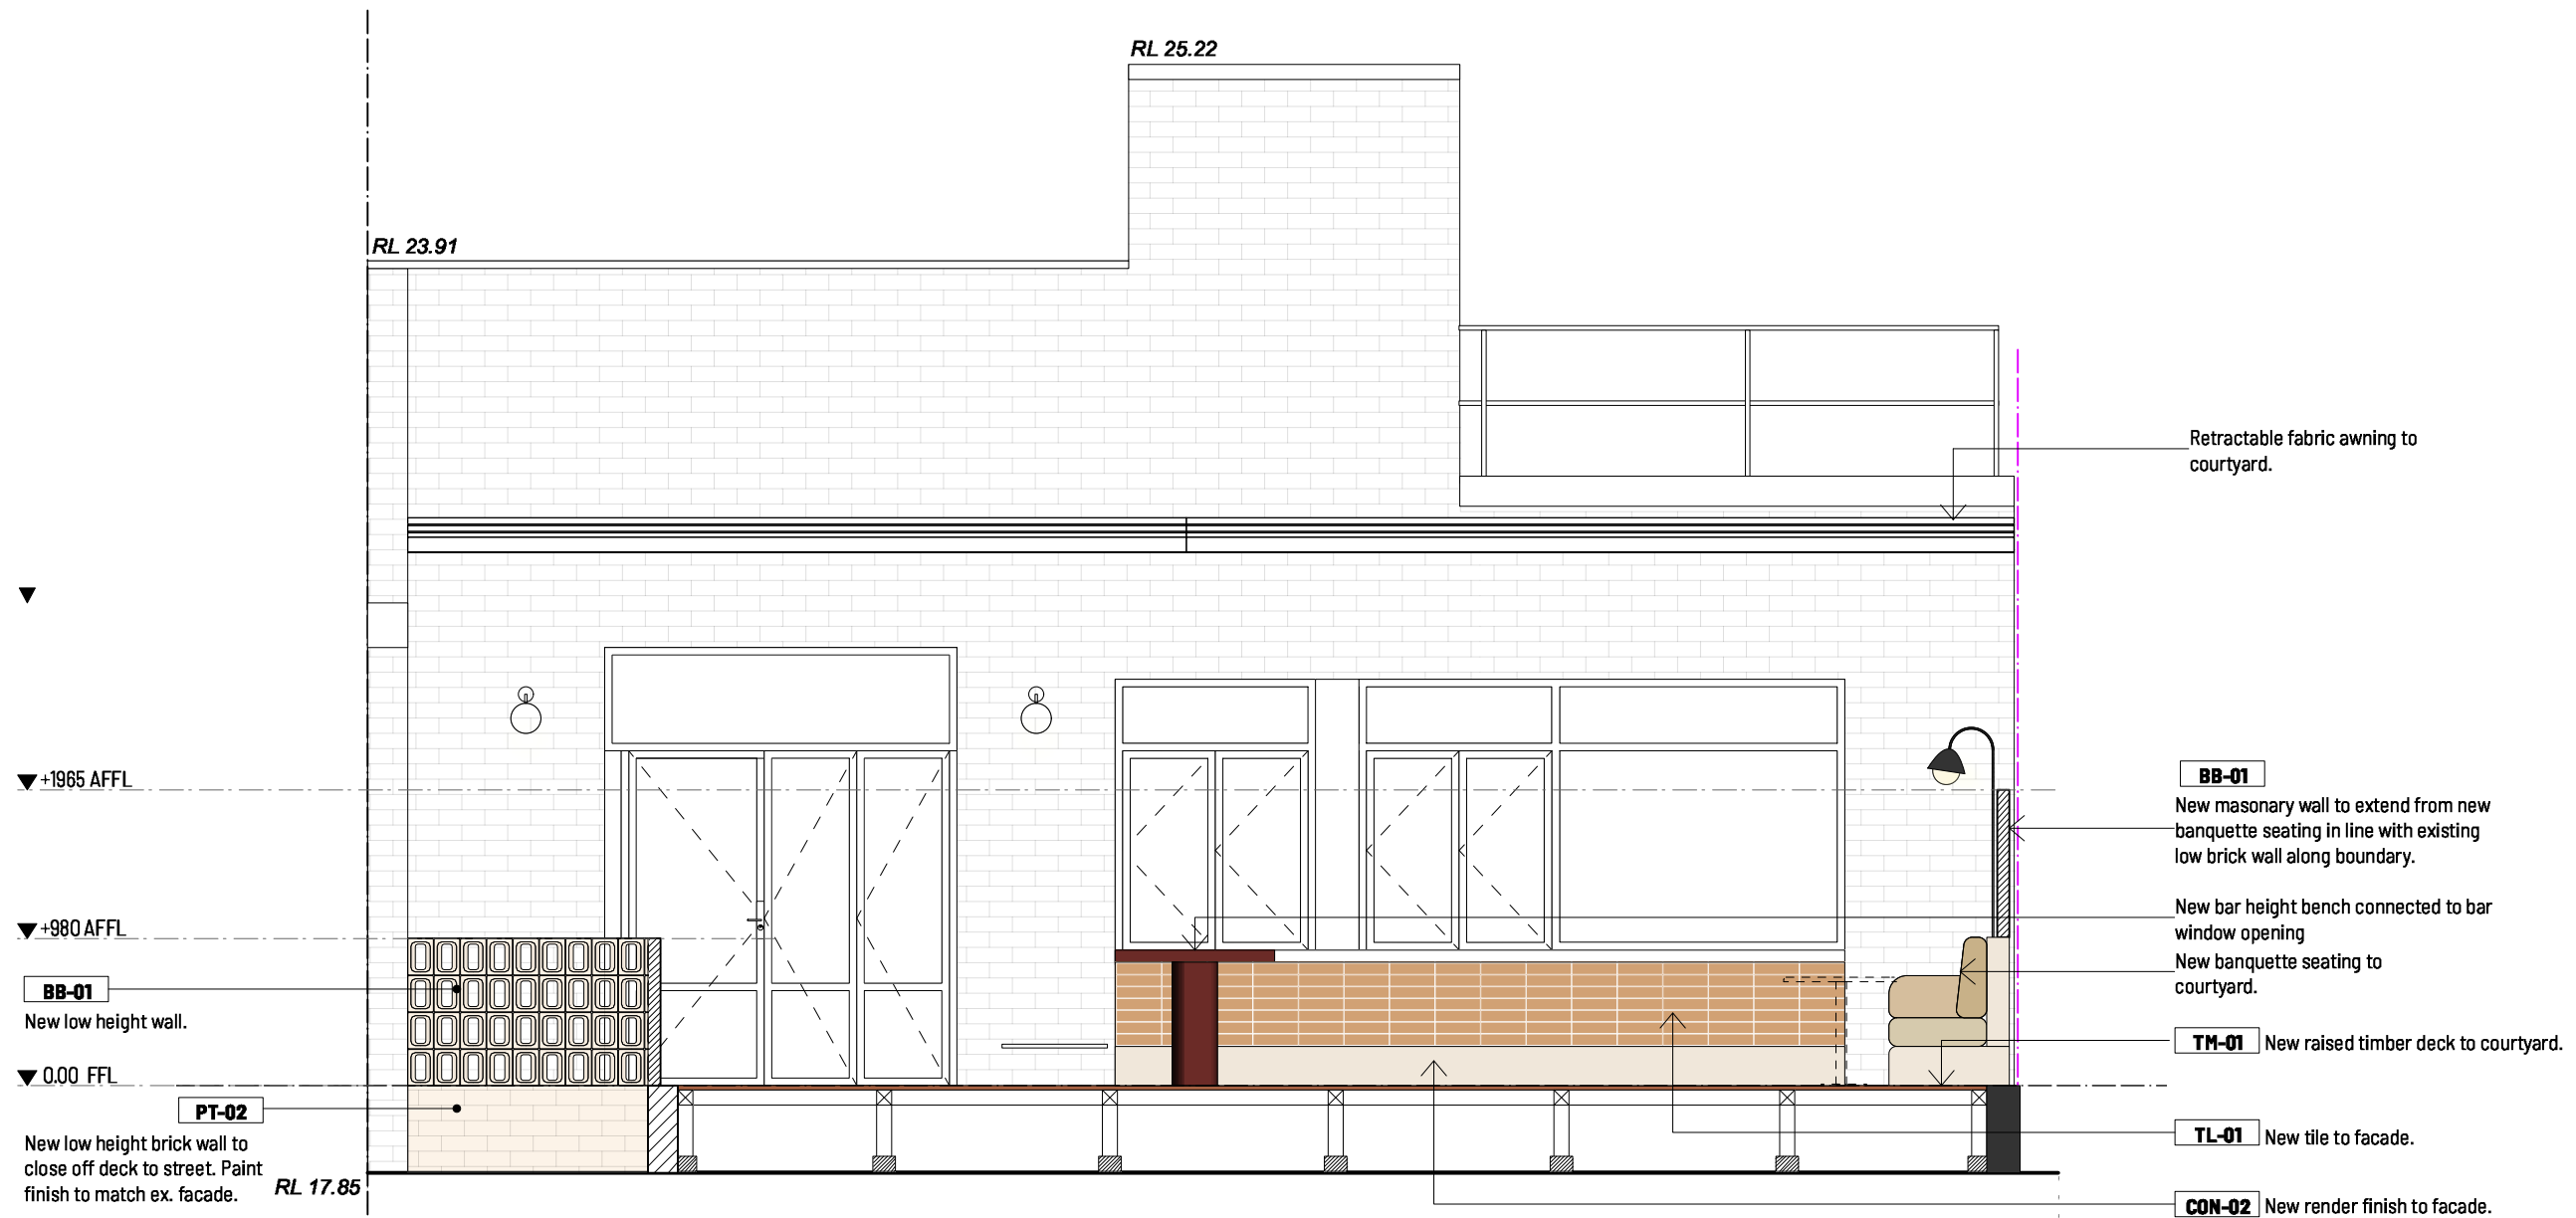 RL 25.22
RL 23.91
Retractable fabric awning to
courtyard.
+1965 AFFL
BB-01
New masonary wall to extend from new
banquette seating in line with existing
low brick wall along boundary.
New bar height bench connected to bar
window opening
+980 AFFL
New banquette seating to
courtyard.
BB-01
New low height wall.
TM-01 New raised timber deck to courtyard.
0.00 FFL
PT-02
New low height brick wall to
close off deck to street. Paint
finish to match ex. facade.
TL-01 New tile to facade.
RL 17.85
CON-02 New render finish to facade.